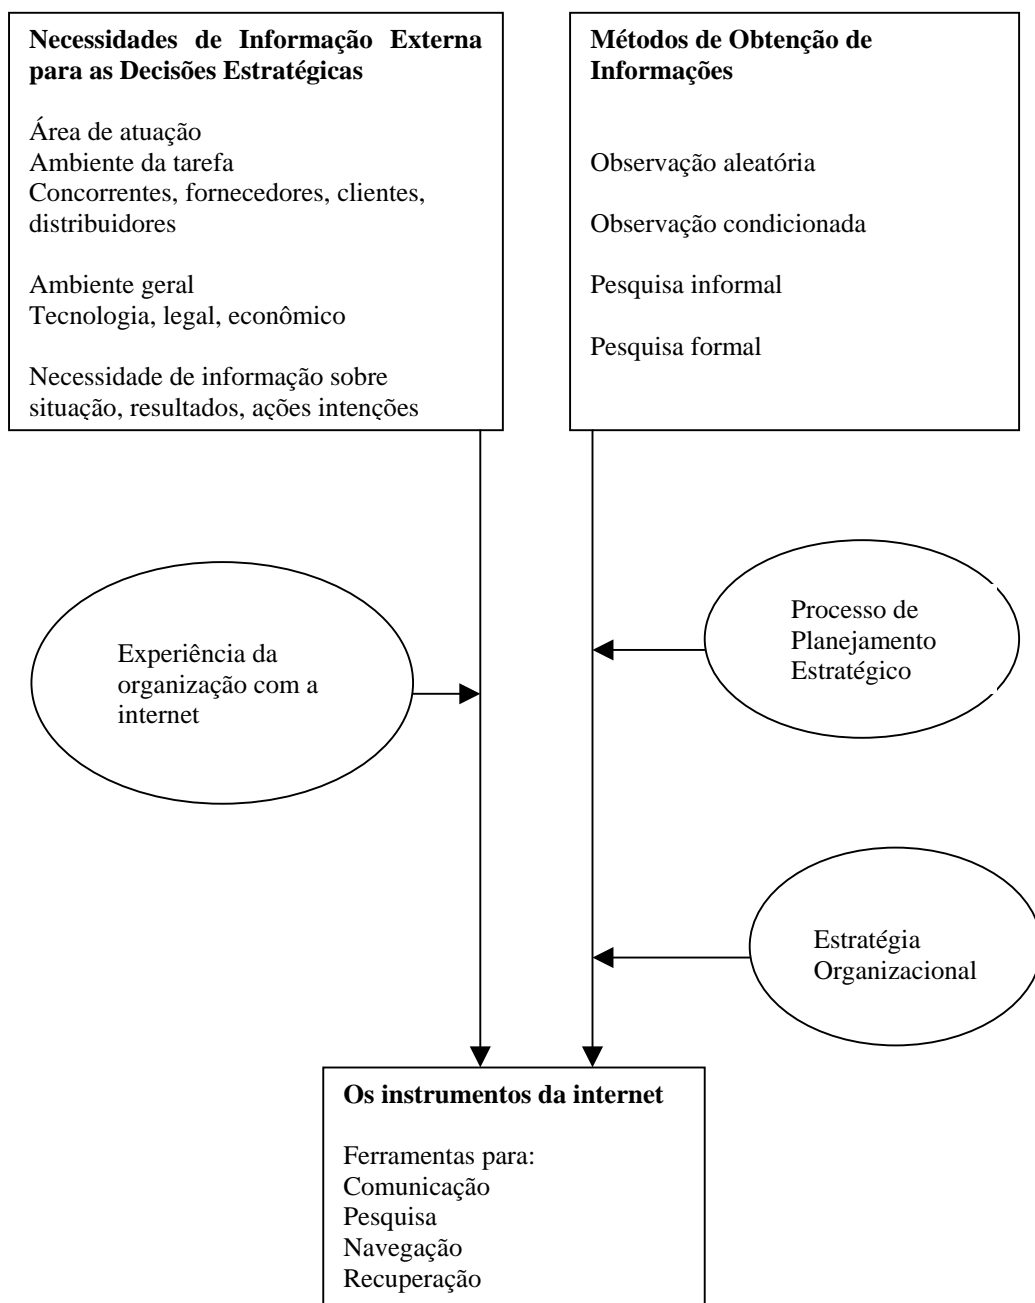 Necessidades de Informação Externa
para as Decisões Estratégicas
Área de atuação
Ambiente da tarefa
Concorrentes, fornecedores, clientes,
distribuidores
Ambiente geral
Tecnologia, legal, econômico
Necessidade de informação sobre
situação, resultados, ações intenções
Métodos de Obtenção de
Informações
Observação aleatória
Observação condicionada
Pesquisa informal
Pesquisa formal
Experiência da
organização com a
internet
Processo de
Planejamento
Estratégico
Estratégia
Organizacional
Os instrumentos da internet
Ferramentas para:
Comunicação
Pesquisa
Navegação
Recuperação